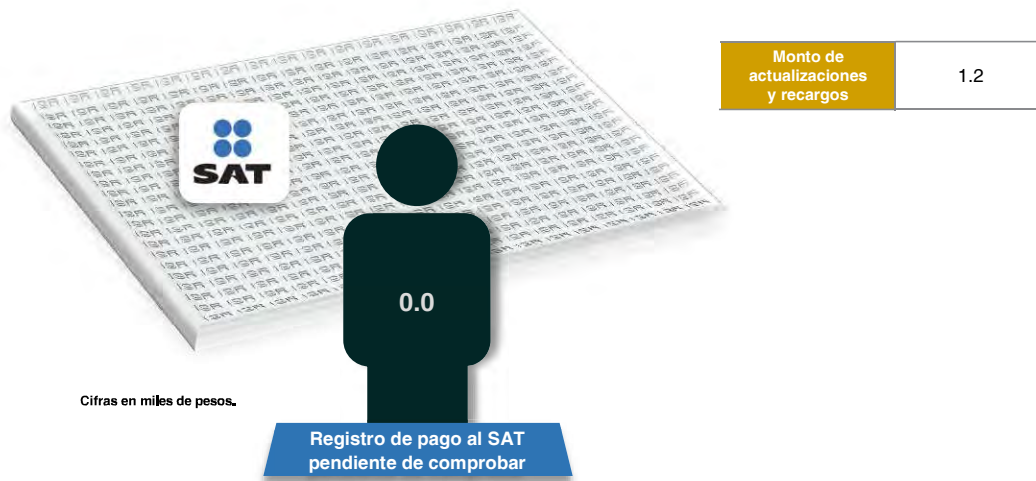 Monto de
actualizaciones
y recargos
1.2
SAT
0.0
Cifras en miles de pesos.
Registro de pago al SAT
pendiente de comprobar